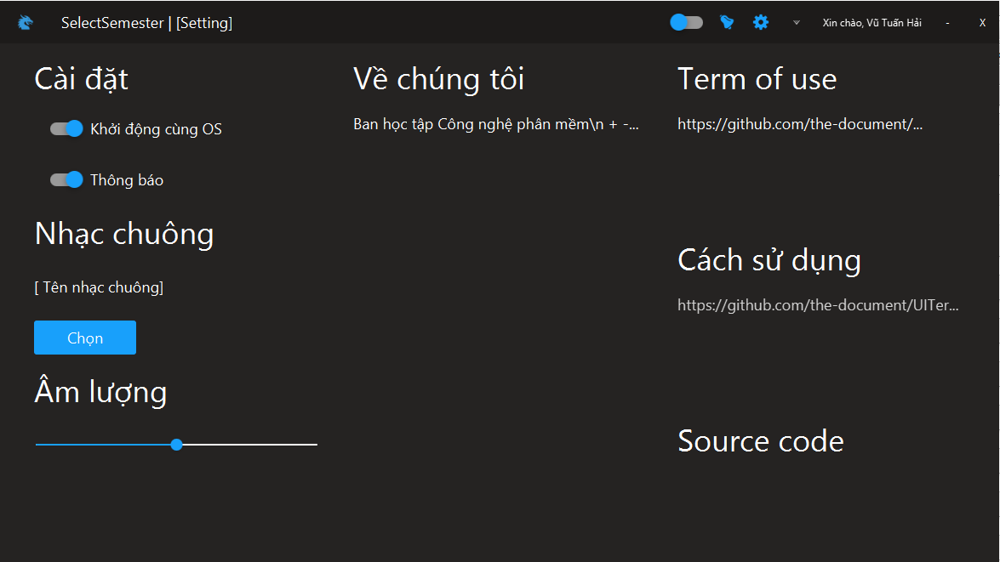 SelectSemester | [Setting]
Xin chào, Vũ Tuấn Hải
-
X
Cài đặt
Khởi động cùng OS
Thông báo
Nhạc chuông
[ Tên nhạc chuông]
Chọn
Âm lượng
Về chúng tôi
Ban học tập Công nghệ phần mềm\n + -...
Term of use
https://github.com/the-document/...
Cách sử dụng
https://github.com/the-document/UITer...
Source code